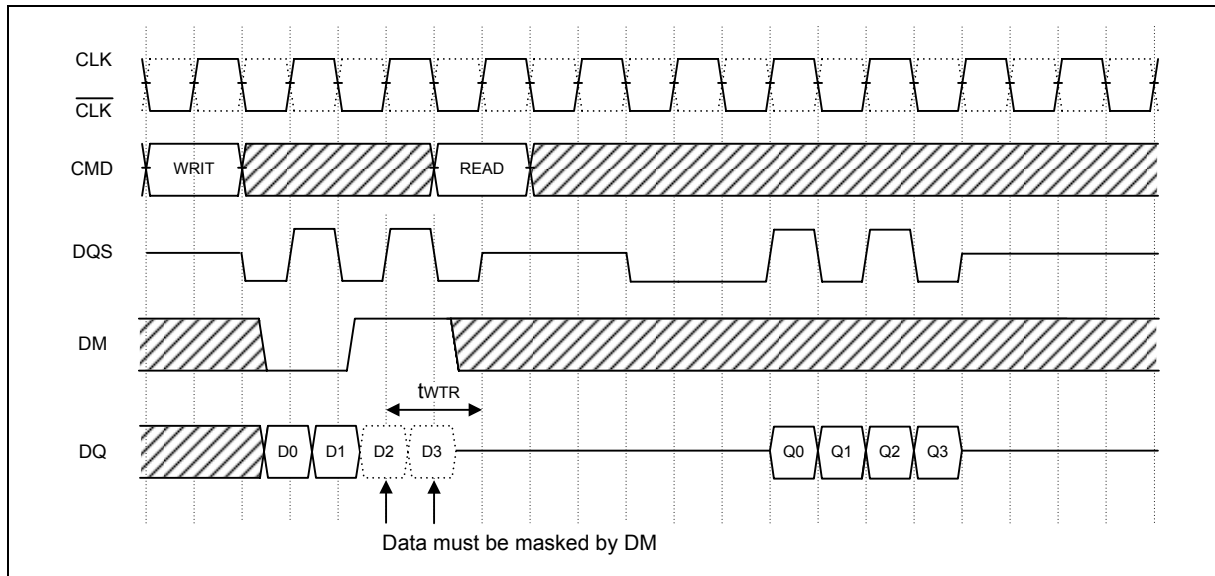 CLK
CLK
CMD WRIT READ
DQS
DM
tWTR
DQ D0 D1 D2 D3 Q0 Q1 Q2 Q3
Data must be masked by DM